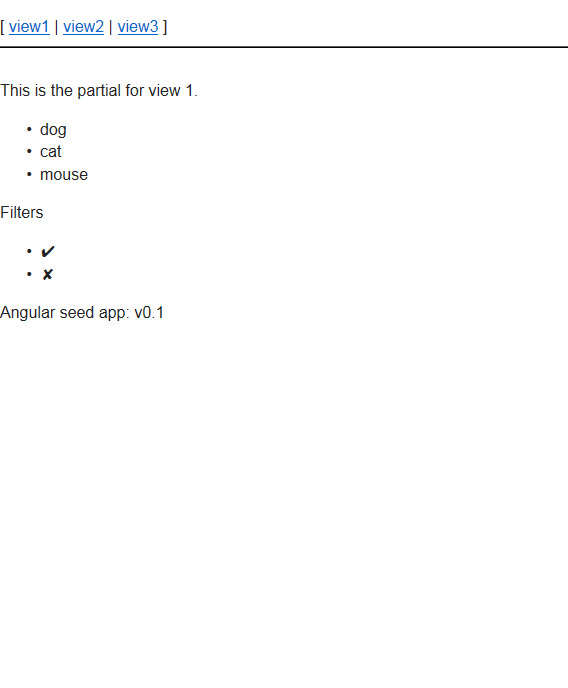 [ view1 | view2 | view3 ]
This is the partial for view 1.
• dog
• cat
• mouse
Filters
• ✔
• ✘
Angular seed app: v0.1